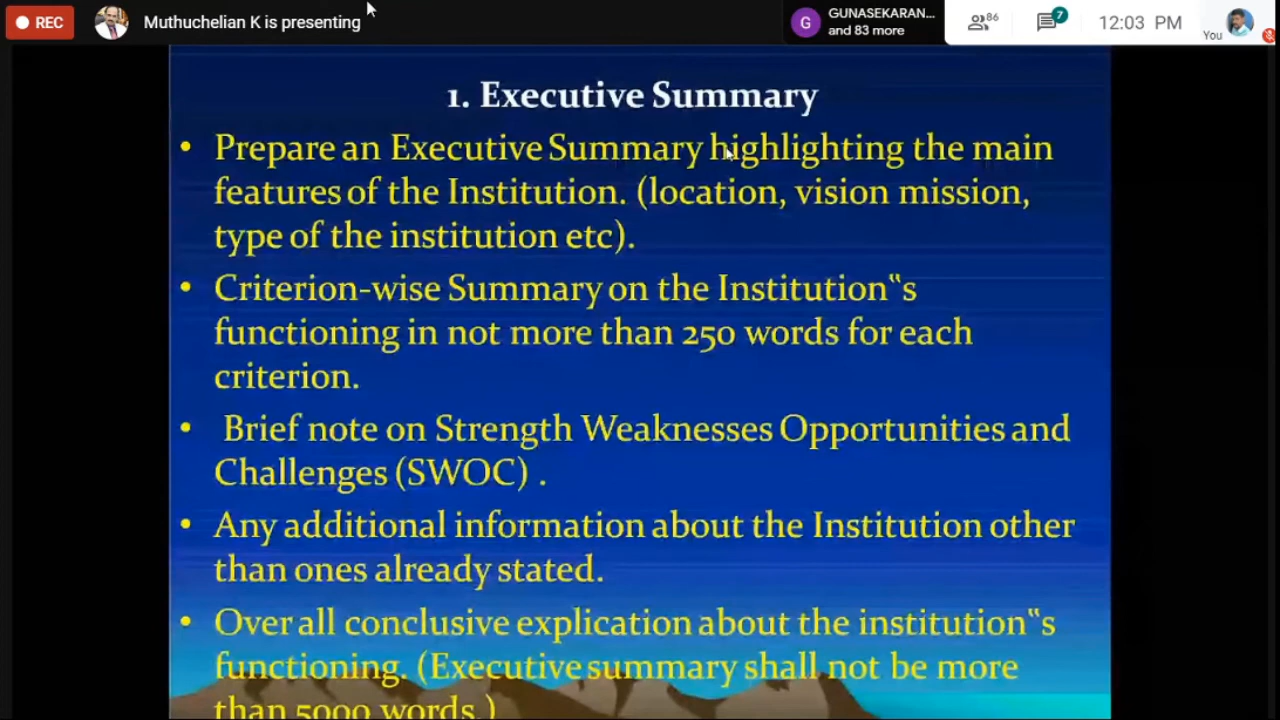 REC
Muthuchelian K is presenting
G
GUNASEKARAN...
and 83 more
86
7
12:03 PM
You
1. Executive Summary
• Prepare an Executive Summary highlighting the main
features of the Institution. (location, vision mission,
type of the institution etc).
• Criterion-wise Summary on the Institution‟s
functioning in not more than 250 words for each
criterion.
• Brief note on Strength Weaknesses Opportunities and
Challenges (SWOC) .
• Any additional information about the Institution other
than ones already stated.
• Over all conclusive explication about the institution‟s
functioning. (Executive summary shall not be more
than 5000 words.)